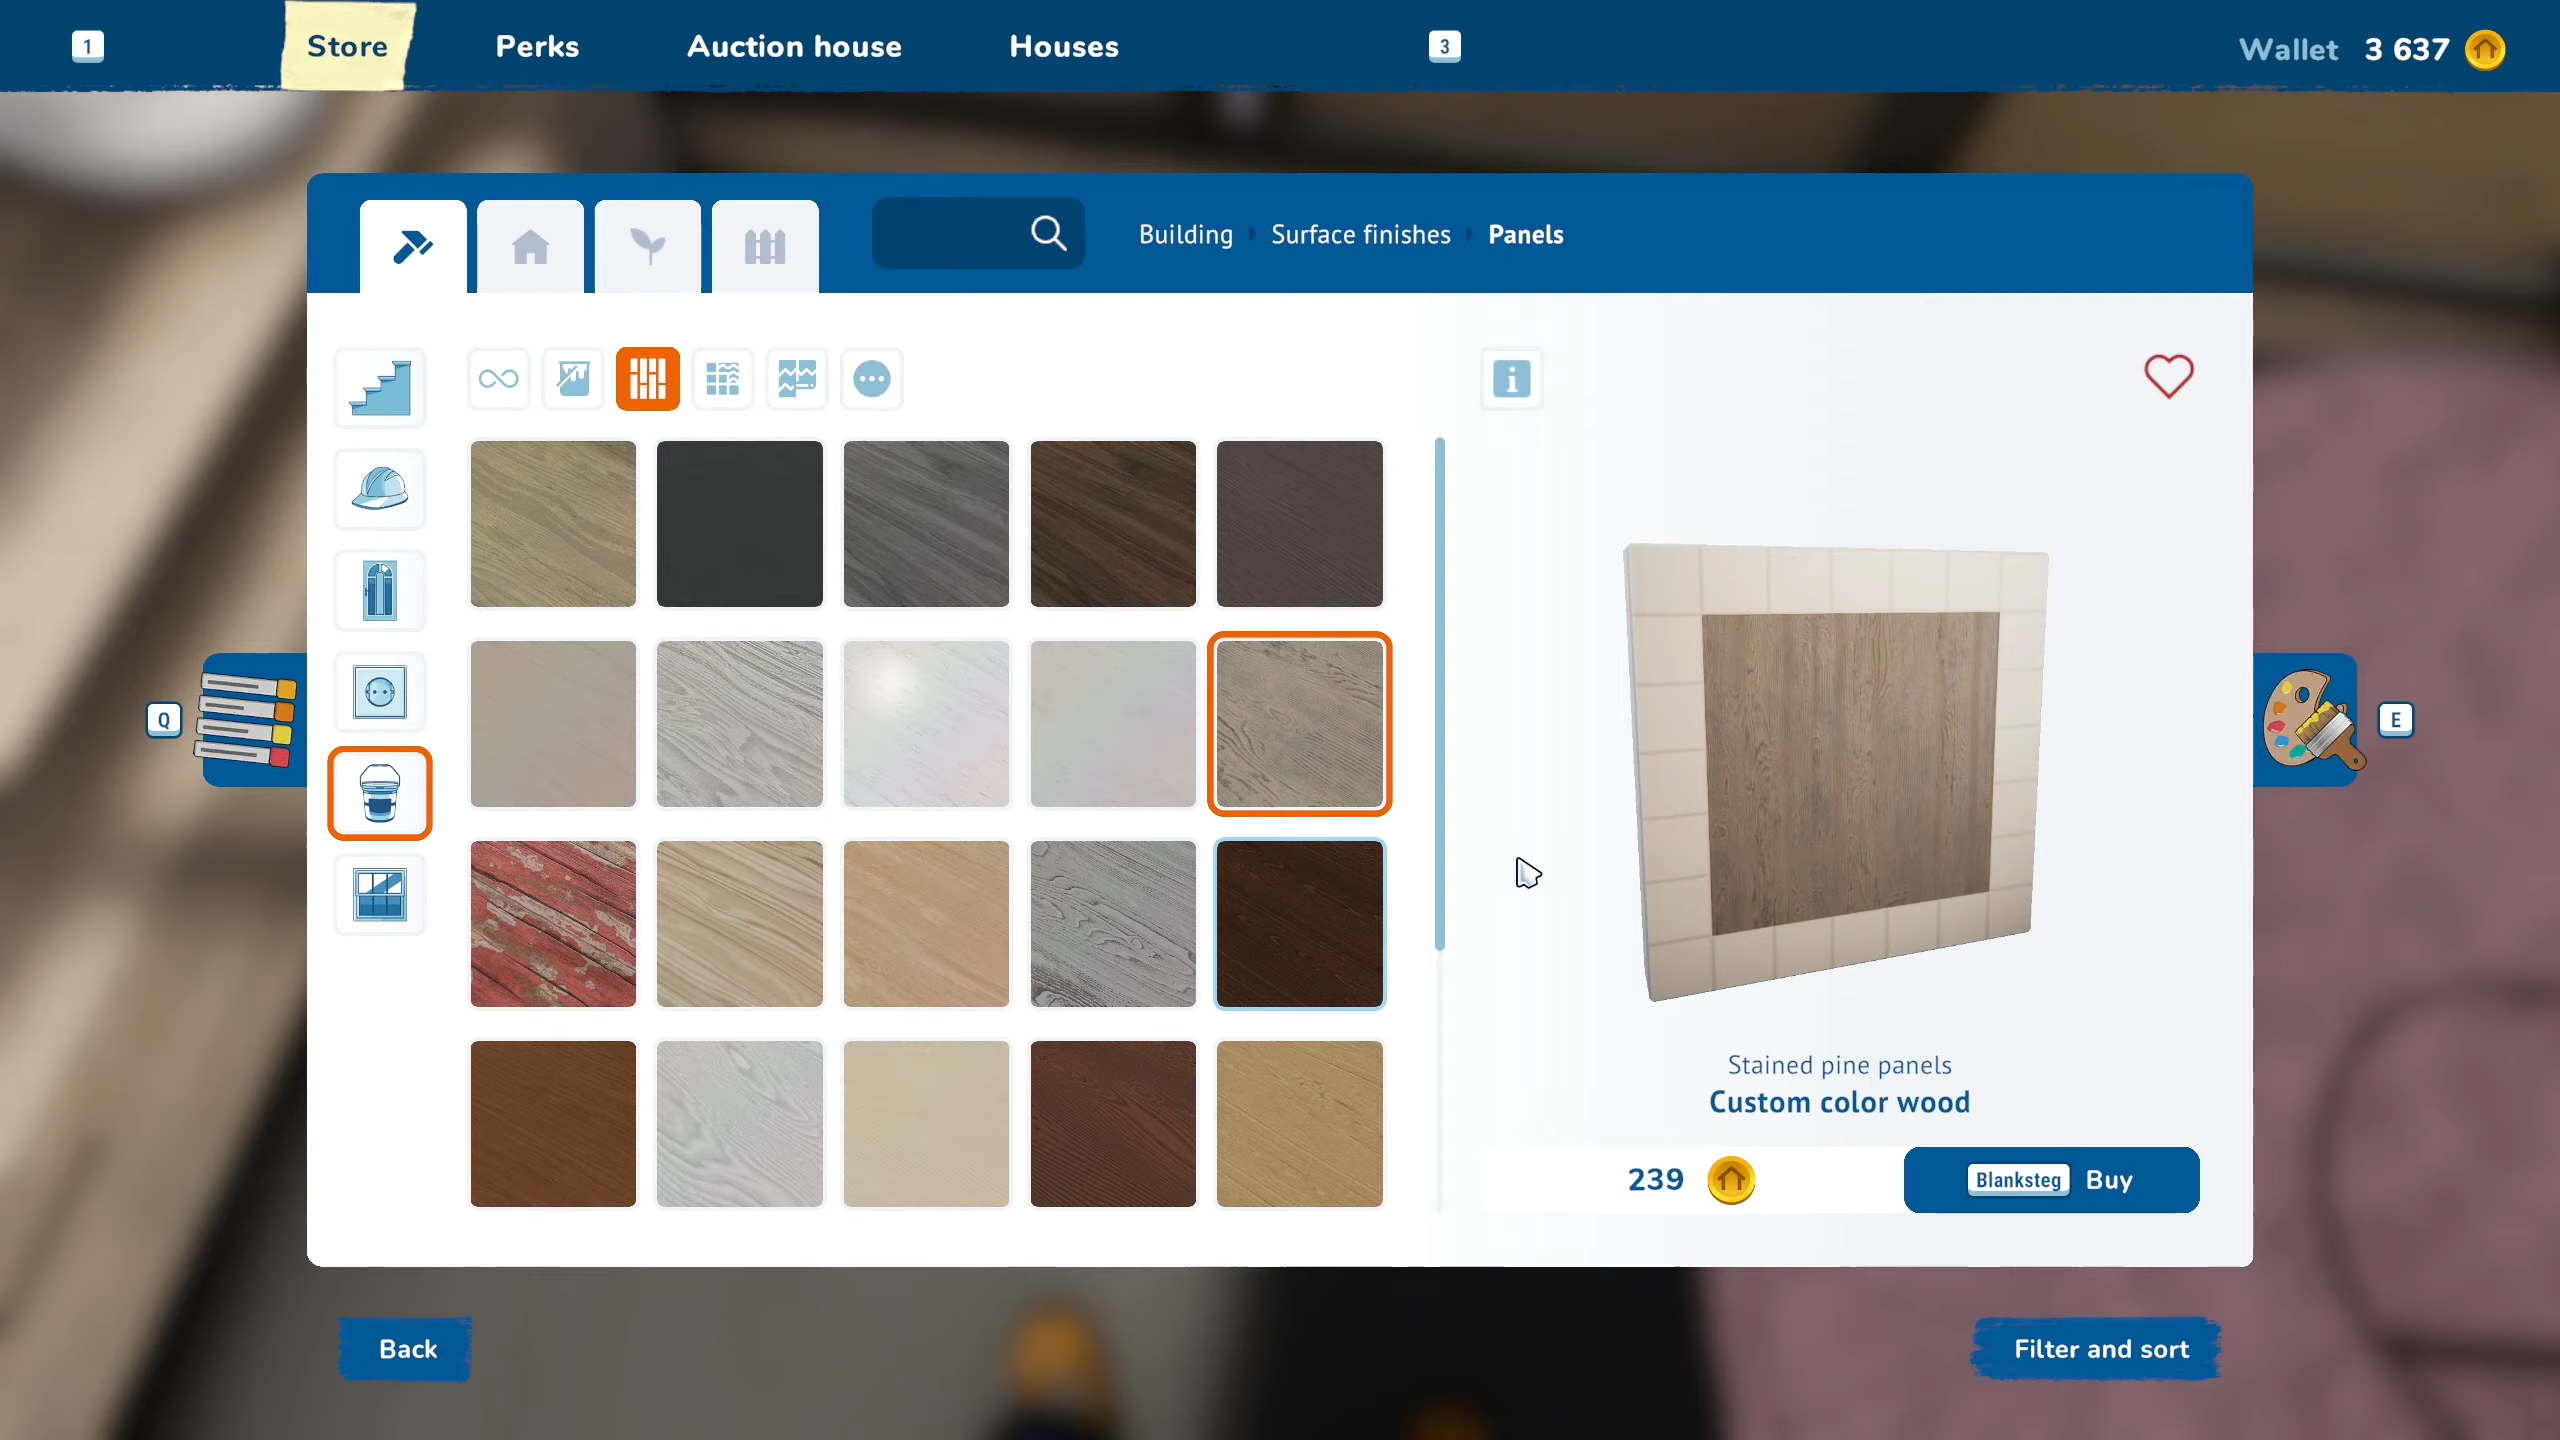 1
Store
Perks
Auction house
Houses
3
Wallet 3 637
Building
Surface finishes
Panels
Q
E
Stained pine panels
Custom color wood
239
Blanksteg Buy
Back
Filter and sort